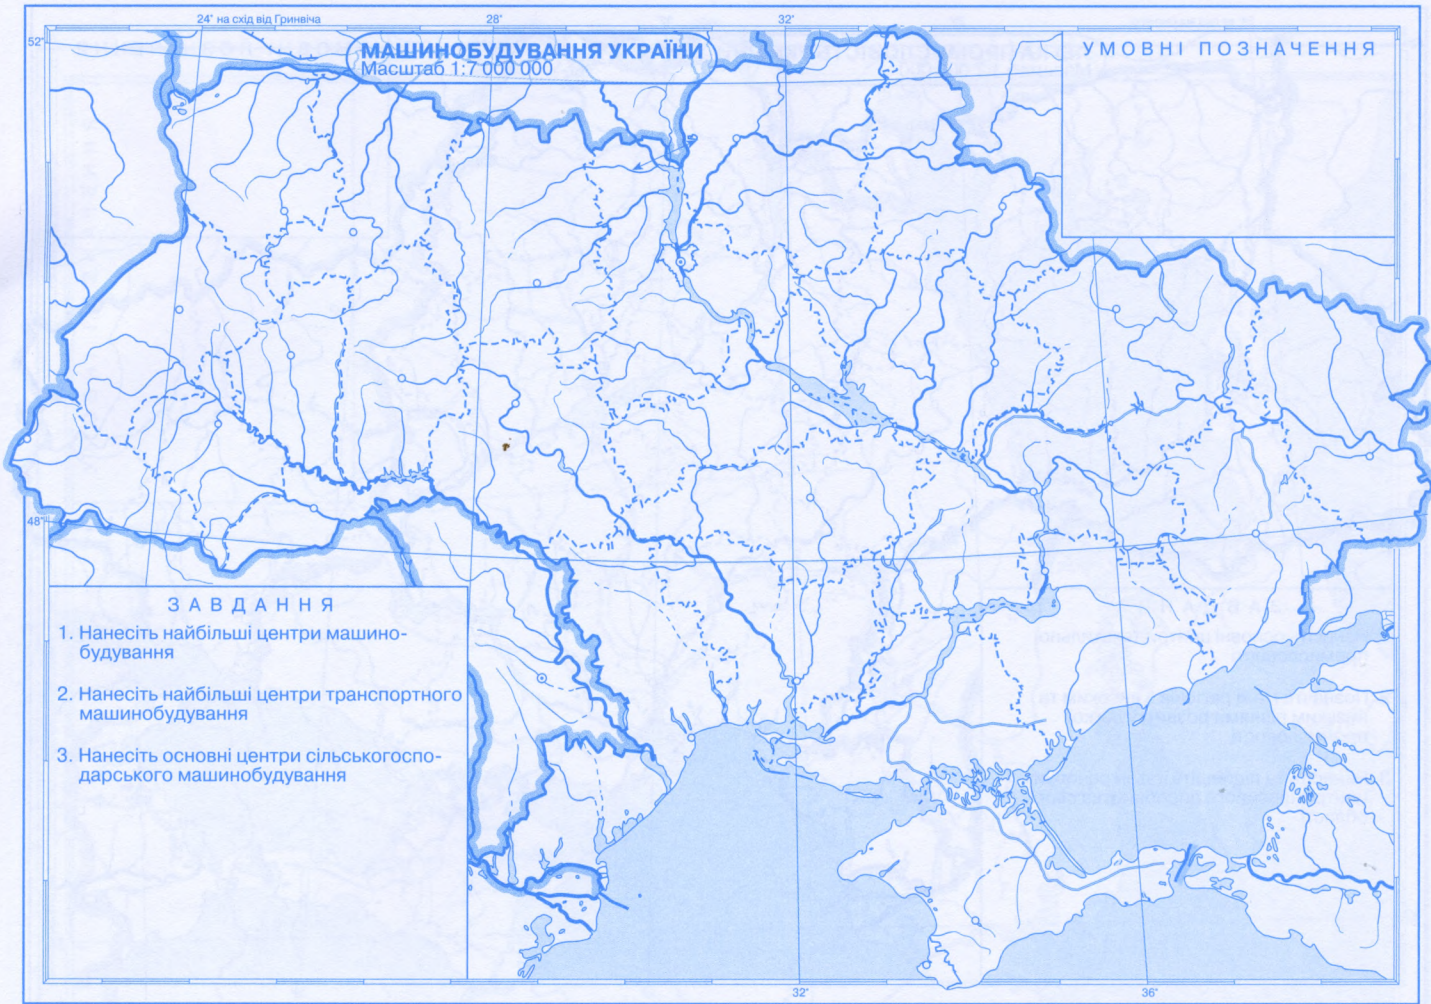 24° на схід від Гринвіча
28°
32°
52°
МАШИНОБУДУВАННЯ УКРАЇНИ
Масштаб 1:7 000 000
УМОВНІ ПОЗНАЧЕННЯ
48°
ЗАВДАННЯ
1. Нанесіть найбільші центри машино-
будування
2. Нанесіть найбільші центри транспортного
машинобудування
3. Нанесіть основні центри сільськогоспо-
дарського машинобудування
32°
36°